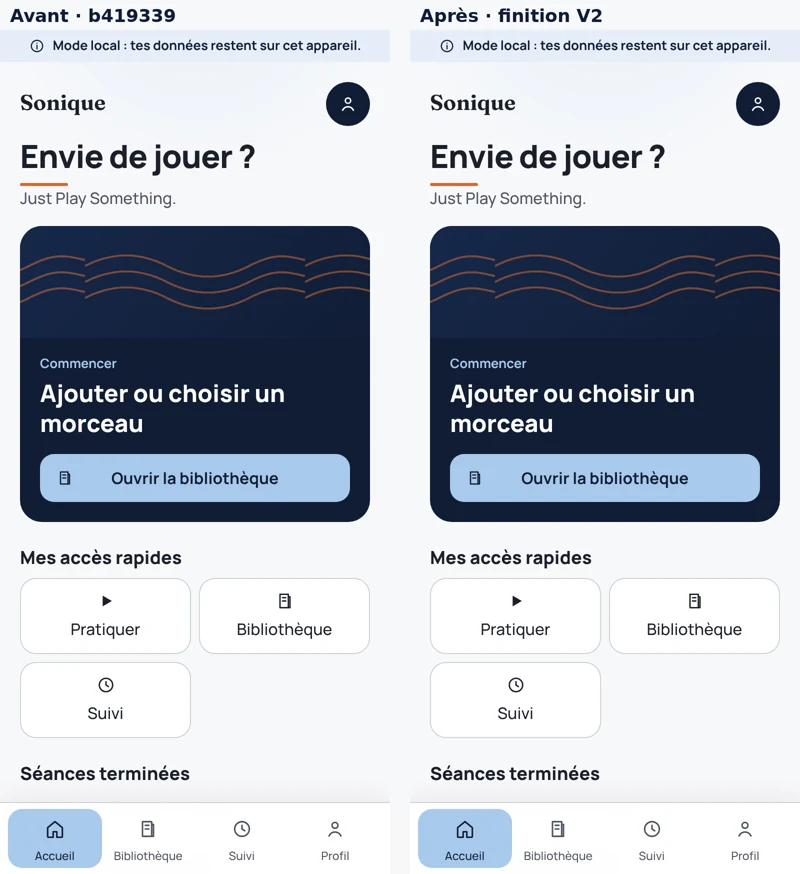 Avant · b419339
Mode local : tes données restent sur cet appareil.
Sonique
Envie de jouer ?
Just Play Something.
Commencer
Ajouter ou choisir un
morceau
Ouvrir la bibliothèque
Mes accès rapides
Pratiquer
Bibliothèque
Suivi
Séances terminées
Accueil
Bibliothèque
Suivi
Profil
Après · finition V2
Mode local : tes données restent sur cet appareil.
Sonique
Envie de jouer ?
Just Play Something.
Commencer
Ajouter ou choisir un
morceau
Ouvrir la bibliothèque
Mes accès rapides
Pratiquer
Bibliothèque
Suivi
Séances terminées
Accueil
Bibliothèque
Suivi
Profil